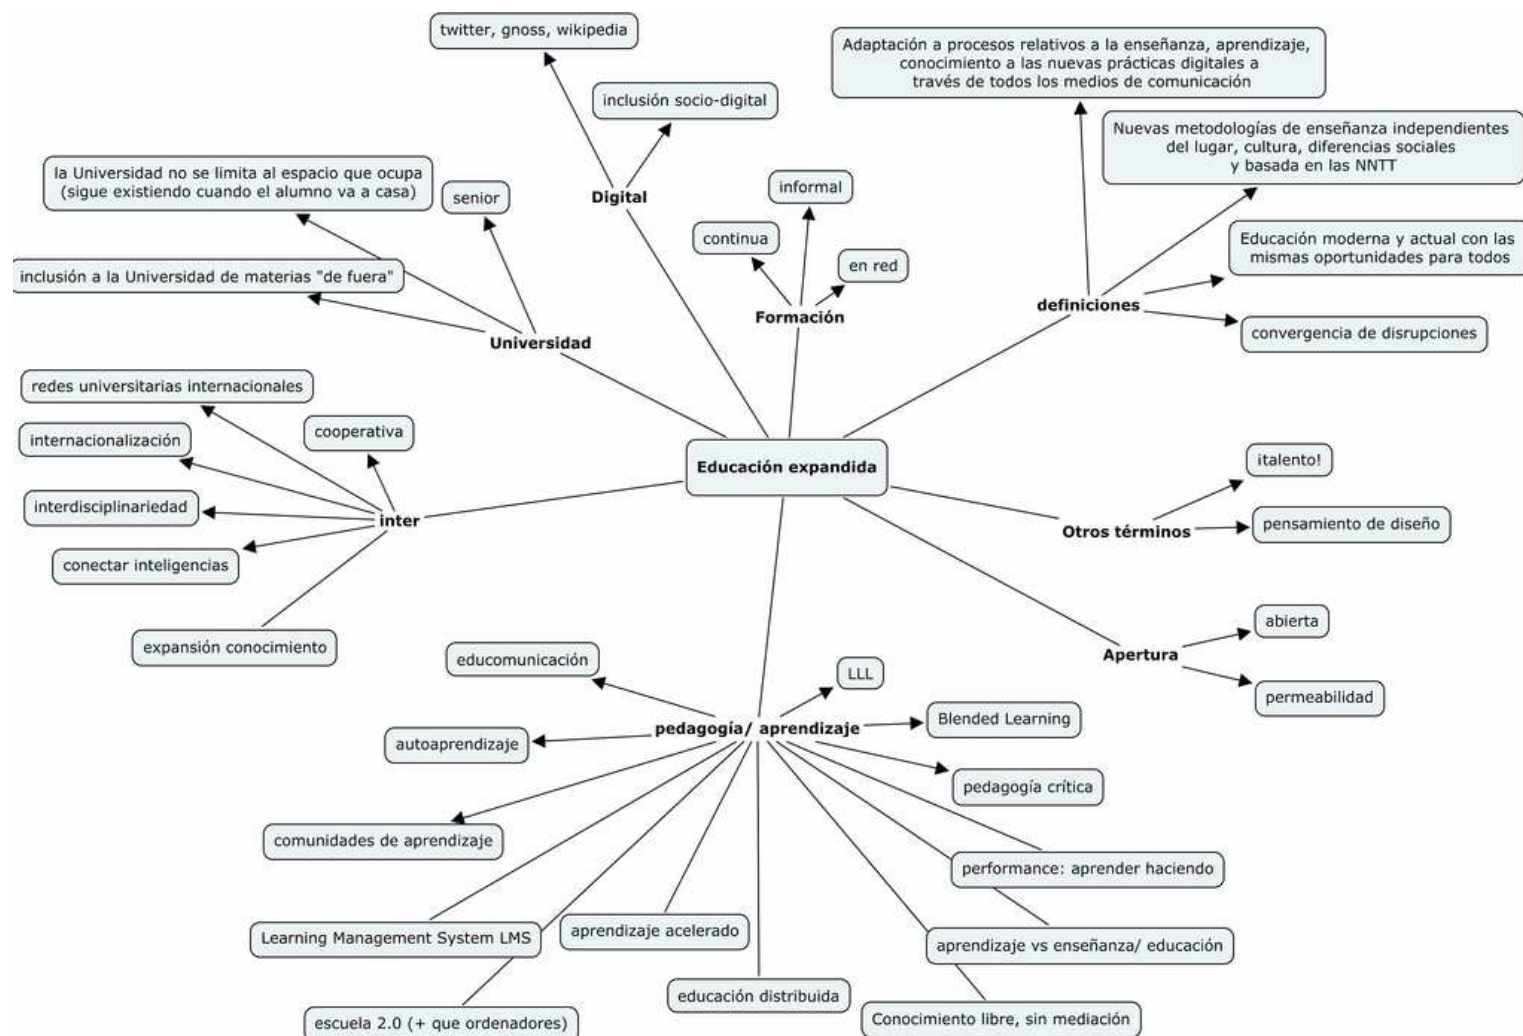 twitter, gnoss, wikipedia
Adaptación a procesos relativos a la enseñanza, aprendizaje,
conocimiento a las nuevas prácticas digitales a
través de todos los medios de comunicación
inclusión socio-digital
Nuevas metodologías de enseñanza independientes
del lugar, cultura, diferencias sociales
y basada en las NNTT
la Universidad no se limita al espacio que ocupa
(sigue existiendo cuando el alumno va a casa)
senior
Digital
informal
continua
en red
Educación moderna y actual con las
mismas oportunidades para todos
inclusión a la Universidad de materias "de fuera"
definiciones
Formación
Universidad
convergencia de disrupciones
redes universitarias internacionales
internacionalización
cooperativa
Educación expandida
¡talento!
interdisciplinariedad
inter
Otros términos
pensamiento de diseño
conectar inteligencias
expansión conocimiento
abierta
Apertura
permeabilidad
educomunicación
LLL
pedagogía/ aprendizaje
Blended Learning
autoaprendizaje
pedagogía crítica
comunidades de aprendizaje
performance: aprender haciendo
Learning Management System LMS
aprendizaje acelerado
aprendizaje vs enseñanza/ educación
educación distribuida
escuela 2.0 (+ que ordenadores)
Conocimiento libre, sin mediación